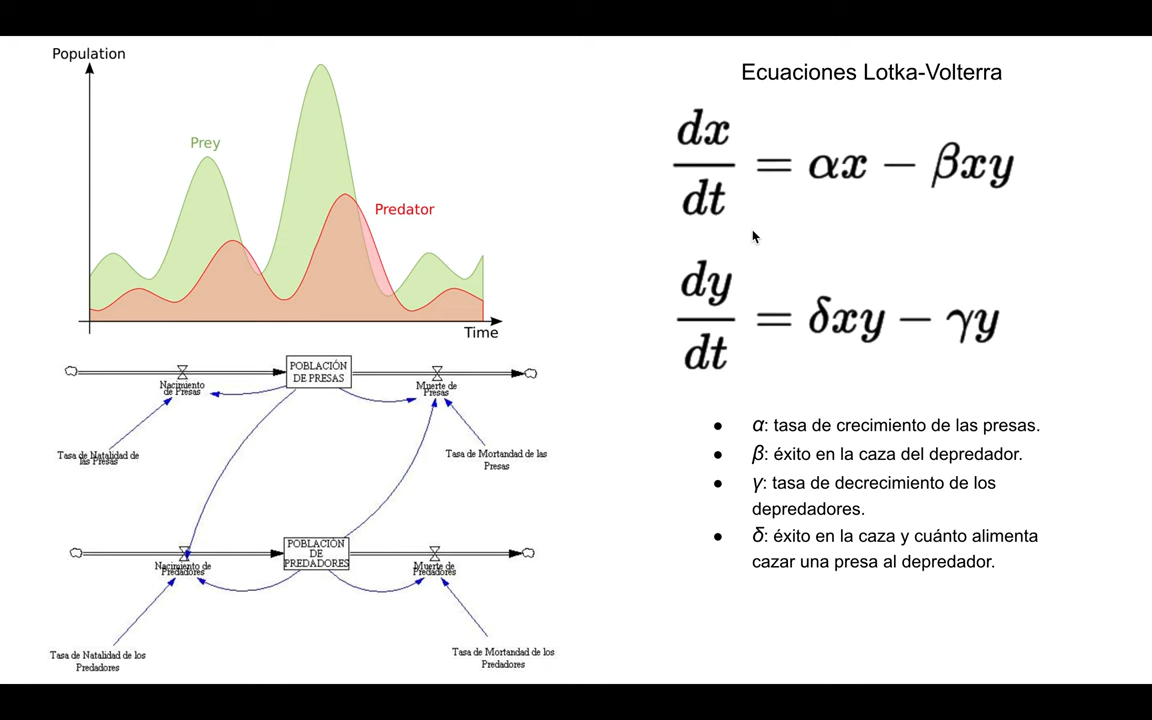 Population
Prey
Predator
Time
POBLACIÓN
DE PRESAS
Nacimiento
de Presas
Muerte de
Presas
Tasa de Natalidad de
las Presas
Tasa de Mortandad de las
Presas
POBLACIÓN
DE
PREDADORES
Nacimiento de
Predadores
Muerte de
Predadores
Tasa de Natalidad de los
Predadores
Tasa de Mortandad de los
Predadores
Ecuaciones Lotka-Volterra
dx/dt = αx − βxy
dy/dt = δxy − γy
● α: tasa de crecimiento de las presas.
● β: éxito en la caza del depredador.
● γ: tasa de decrecimiento de los
depredadores.
● δ: éxito en la caza y cuánto alimenta
cazar una presa al depredador.